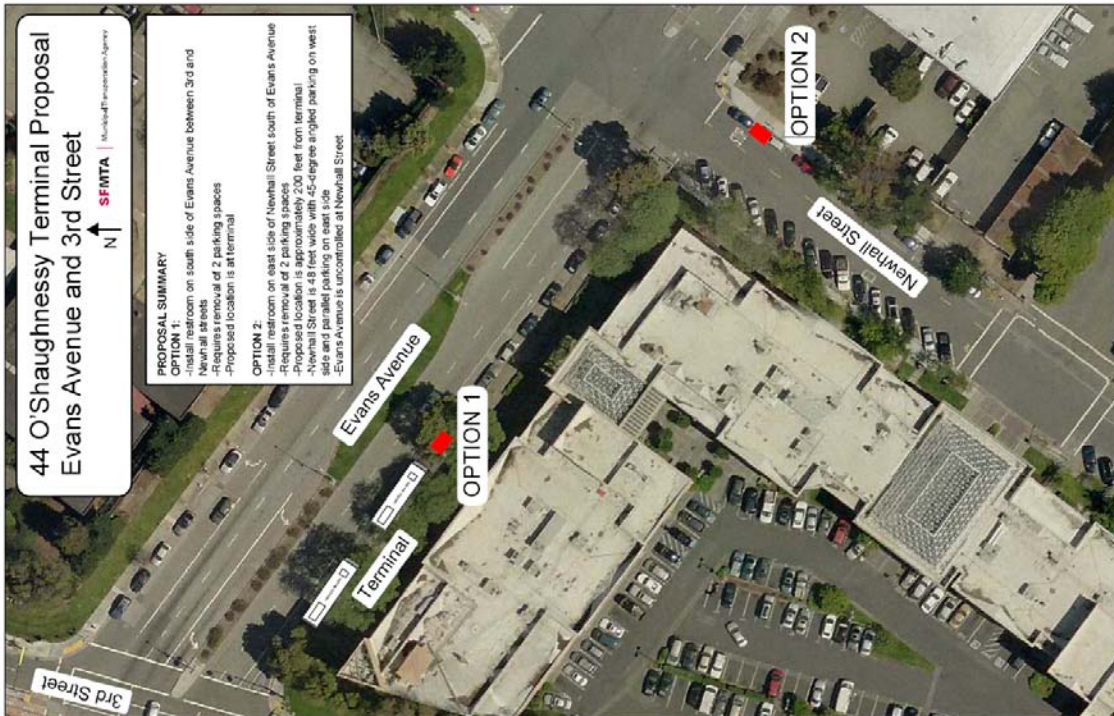 44 O'Shaughnessy Terminal Proposal
Evans Avenue and 3rd Street
N
SFMTA | Municipal Transportation Agency
PROPOSAL SUMMARY
OPTION 1:
-Install restroom on south side of Evans Avenue between 3rd and
Newhall streets
-Requires removal of 2 parking spaces
-Proposed location is at terminal
OPTION 2:
-Install restroom on east side of Newhall Street south of Evans Avenue
-Requires removal of 2 parking spaces
-Proposed location is approximately 200 feet from terminal
-Newhall Street is 48 feet wide with 45-degree angled parking on west
side and parallel parking on east side
-Evans Avenue is uncontrolled at Newhall Street
3rd Street
Evans Avenue
Terminal
OPTION 1
Newhall Street
OPTION 2